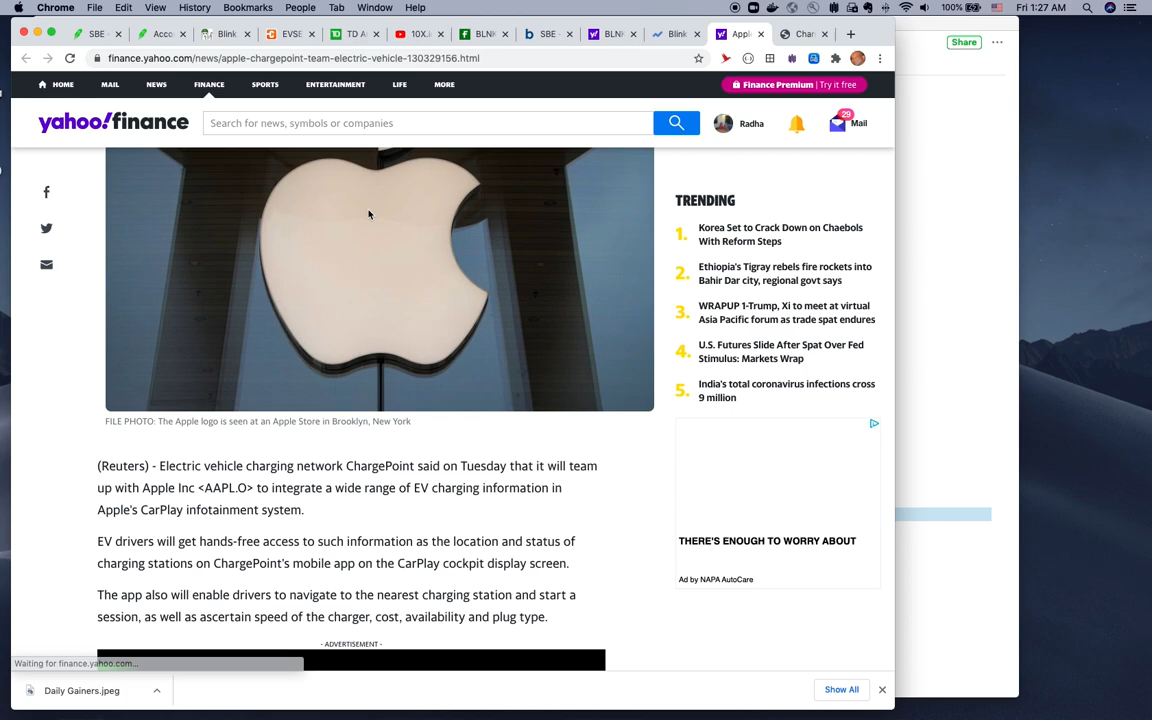 Chrome File Edit View History Bookmarks People Tab Window Help 100% Fri 1:27 AM
SBE - Acco Blink EVSE TD A 10X. BLNK SBE - BLNK Blink Apple Char
finance.yahoo.com/news/apple-chargepoint-team-electric-vehicle-130329156.html
Share
HOME MAIL NEWS FINANCE SPORTS ENTERTAINMENT LIFE MORE Finance Premium | Try it free
yahoo!finance Search for news, symbols or companies Radha 29 Mail
TRENDING
1. Korea Set to Crack Down on Chaebols
With Reform Steps
2. Ethiopia's Tigray rebels fire rockets into
Bahir Dar city, regional govt says
3. WRAPUP 1-Trump, Xi to meet at virtual
Asia Pacific forum as trade spat endures
4. U.S. Futures Slide After Spat Over Fed
Stimulus: Markets Wrap
5. India's total coronavirus infections cross
9 million
FILE PHOTO: The Apple logo is seen at an Apple Store in Brooklyn, New York
(Reuters) - Electric vehicle charging network ChargePoint said on Tuesday that it will team
up with Apple Inc <AAPL.O> to integrate a wide range of EV charging information in
Apple's CarPlay infotainment system.
EV drivers will get hands-free access to such information as the location and status of
charging stations on ChargePoint's mobile app on the CarPlay cockpit display screen.
The app also will enable drivers to navigate to the nearest charging station and start a
session, as well as ascertain speed of the charger, cost, availability and plug type.
- ADVERTISEMENT -
THERE'S ENOUGH TO WORRY ABOUT
Ad by NAPA AutoCare
Waiting for finance.yahoo.com...
Daily Gainers.jpeg
Show All